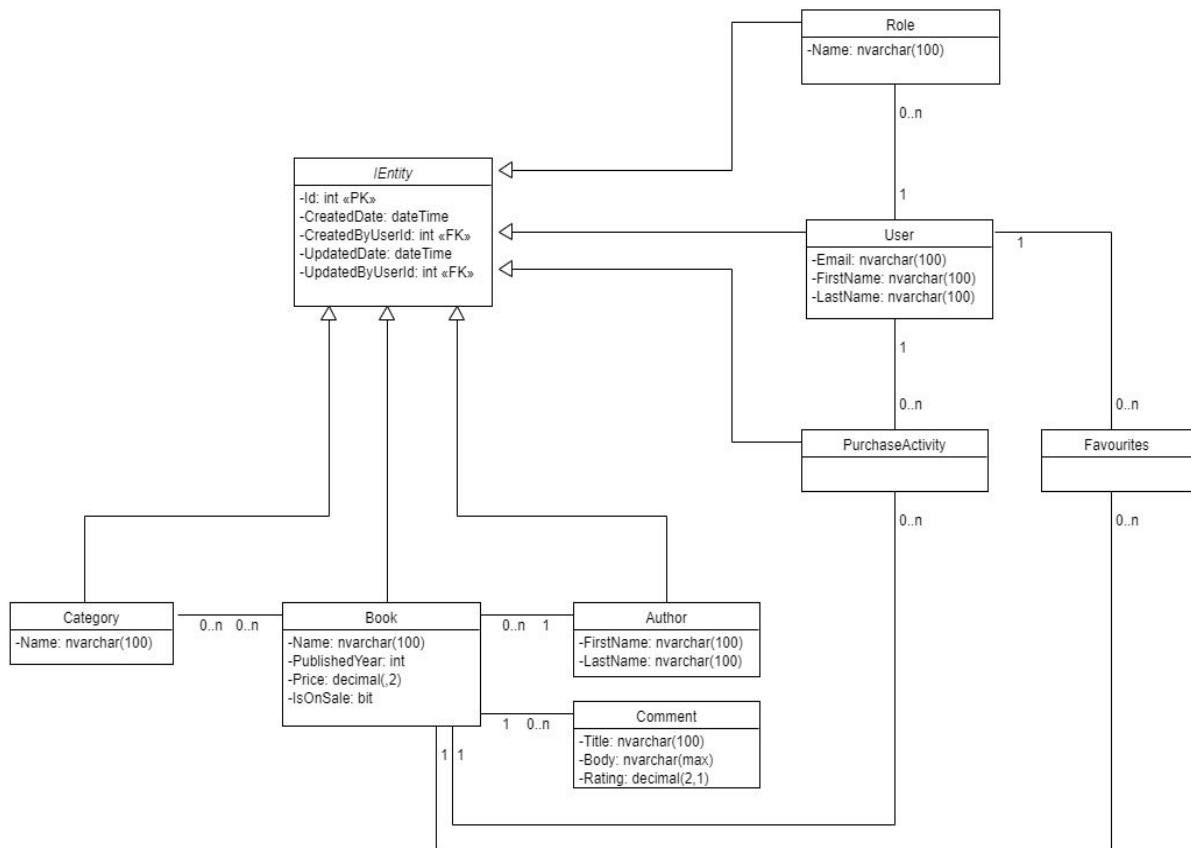 Role
-Name: nvarchar(100)
0..n
1
IEntity
-Id: int «PK»
-CreatedDate: dateTime
-CreatedByUserId: int «FK»
-UpdatedDate: dateTime
-UpdatedByUserId: int «FK»
User
-Email: nvarchar(100)
-FirstName: nvarchar(100)
-LastName: nvarchar(100)
1
1
0..n
0..n
PurchaseActivity
Favourites
0..n
0..n
Category
-Name: nvarchar(100)
0..n 0..n
Book
-Name: nvarchar(100)
-PublishedYear: int
-Price: decimal(,2)
-IsOnSale: bit
0..n 1
Author
-FirstName: nvarchar(100)
-LastName: nvarchar(100)
1 0..n
Comment
-Title: nvarchar(100)
-Body: nvarchar(max)
-Rating: decimal(2,1)
1 1